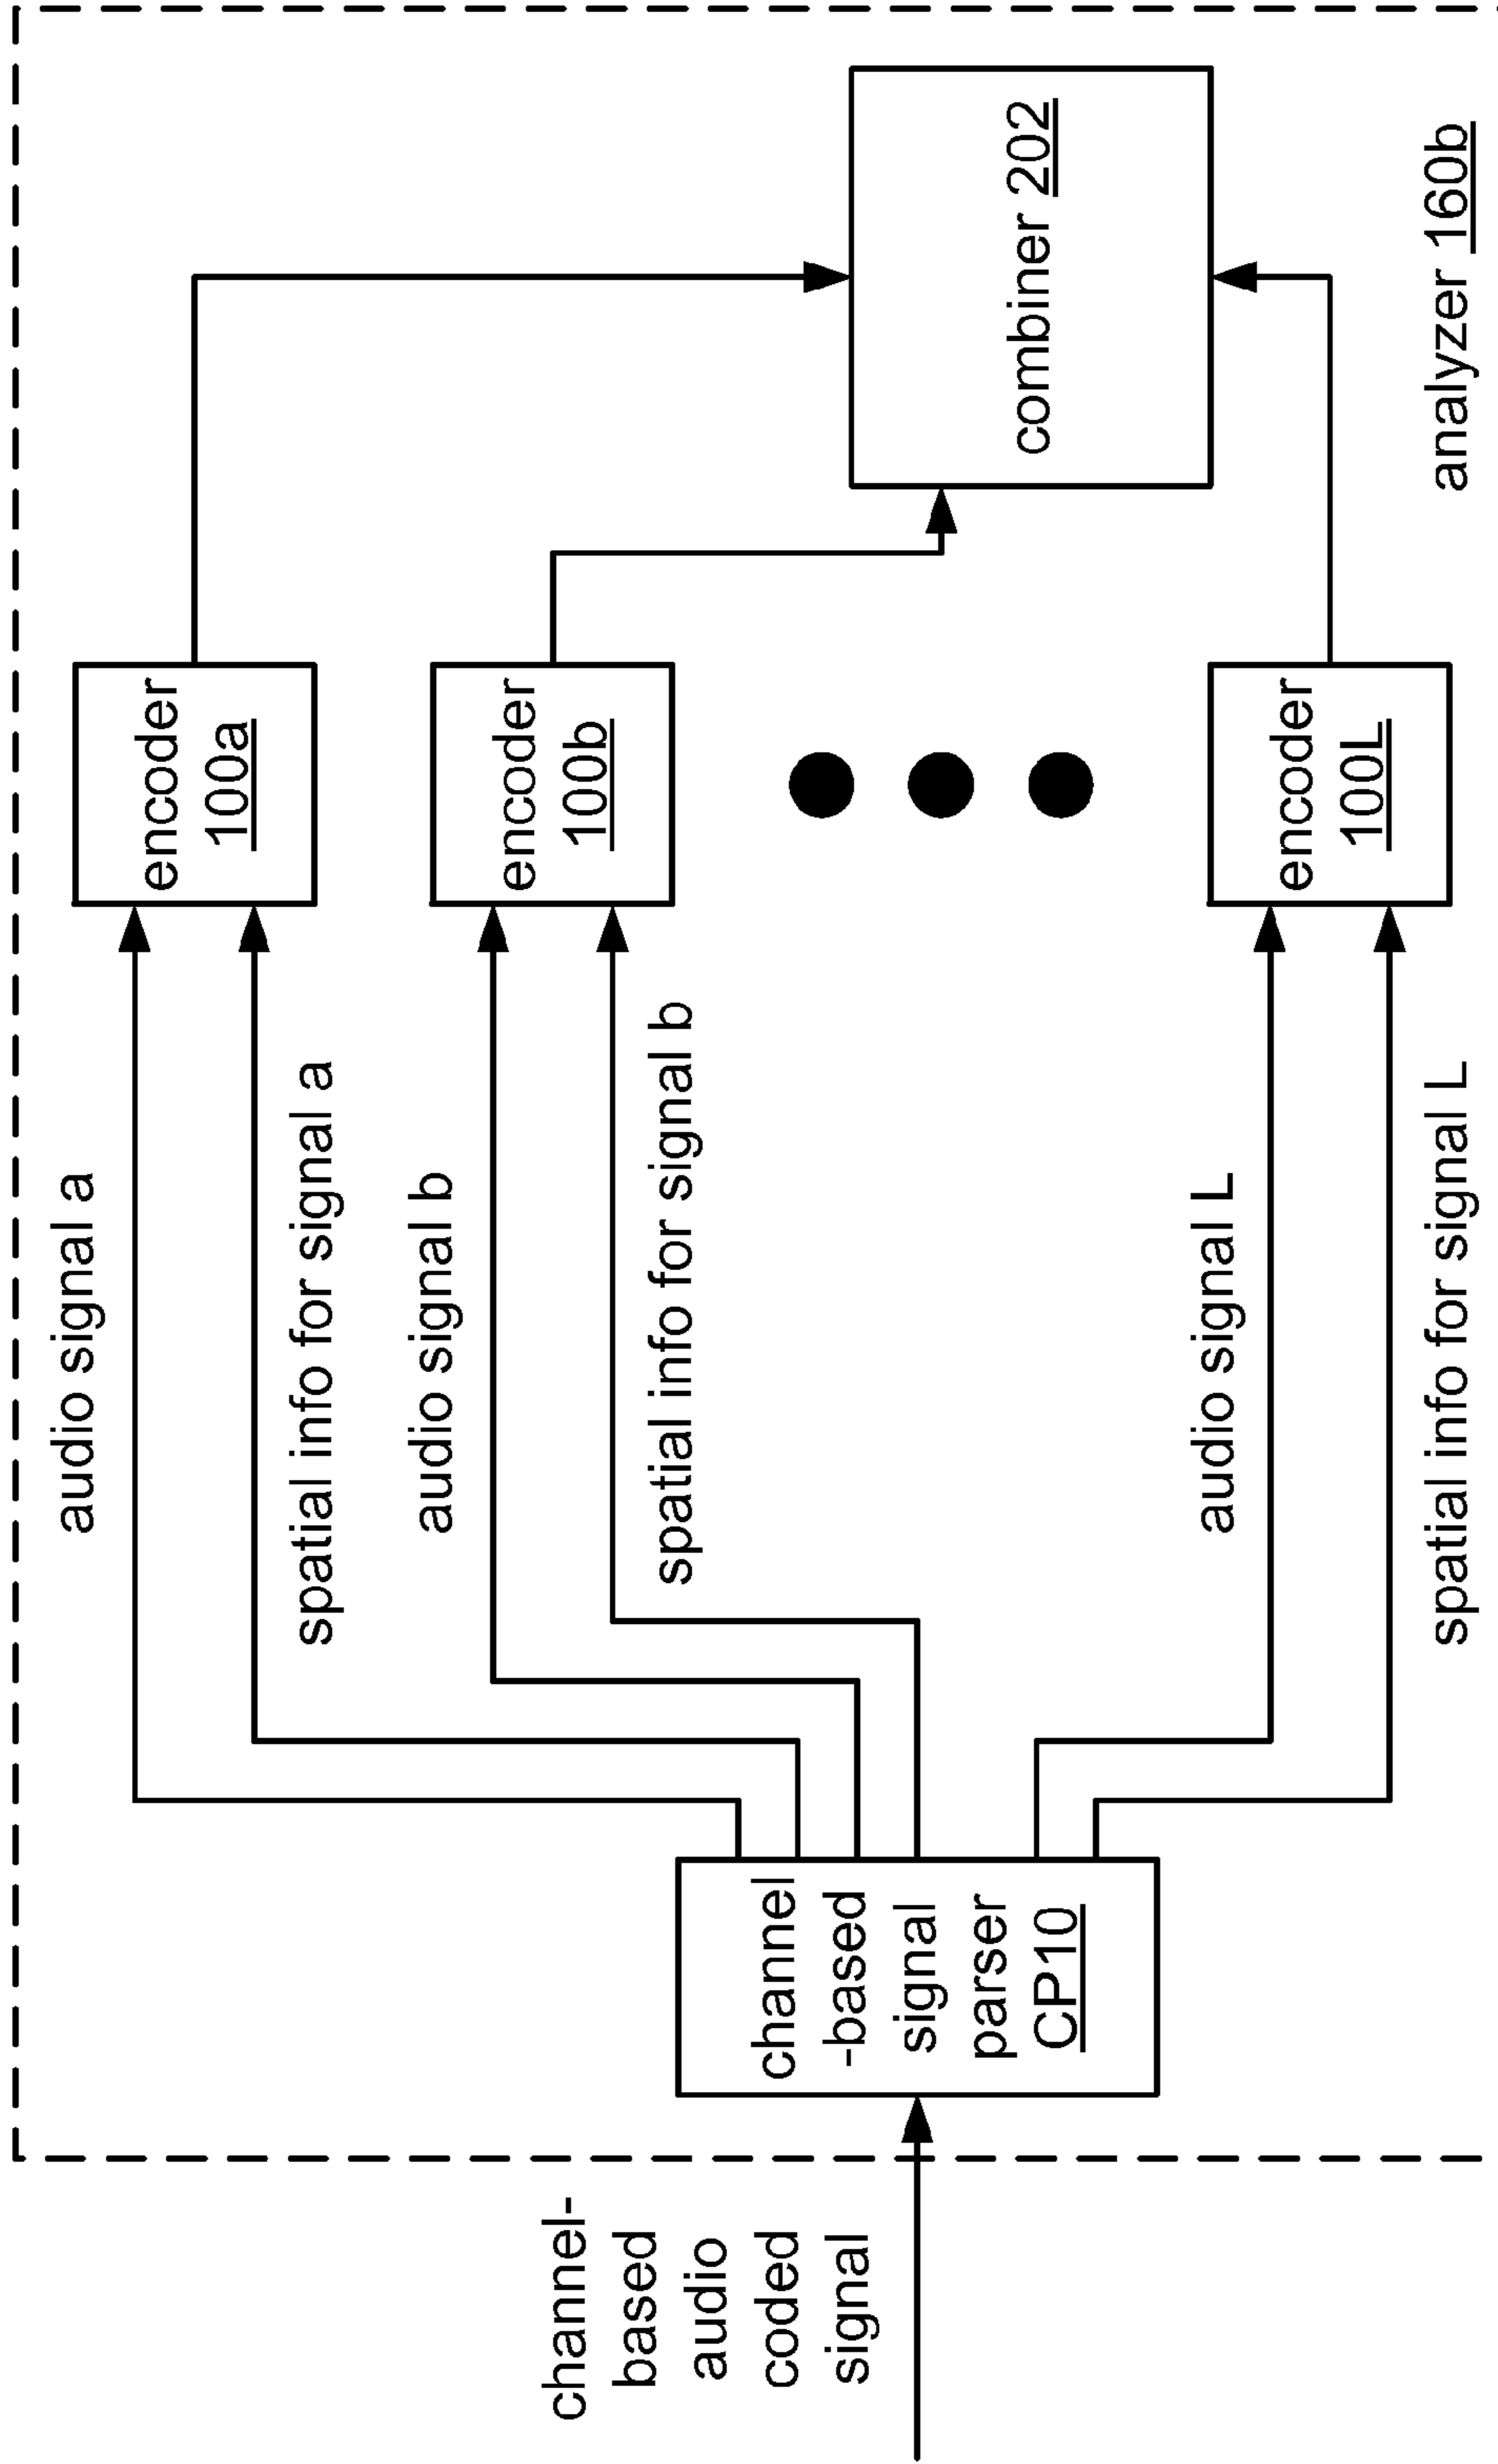 channel-
based
audio
coded
signal
channel
-based
signal
parser
CP10
audio signal a
spatial info for signal a
audio signal b
spatial info for signal b
audio signal L
spatial info for signal L
encoder
100a
encoder
100b
encoder
100L
combiner 202
analyzer 160b